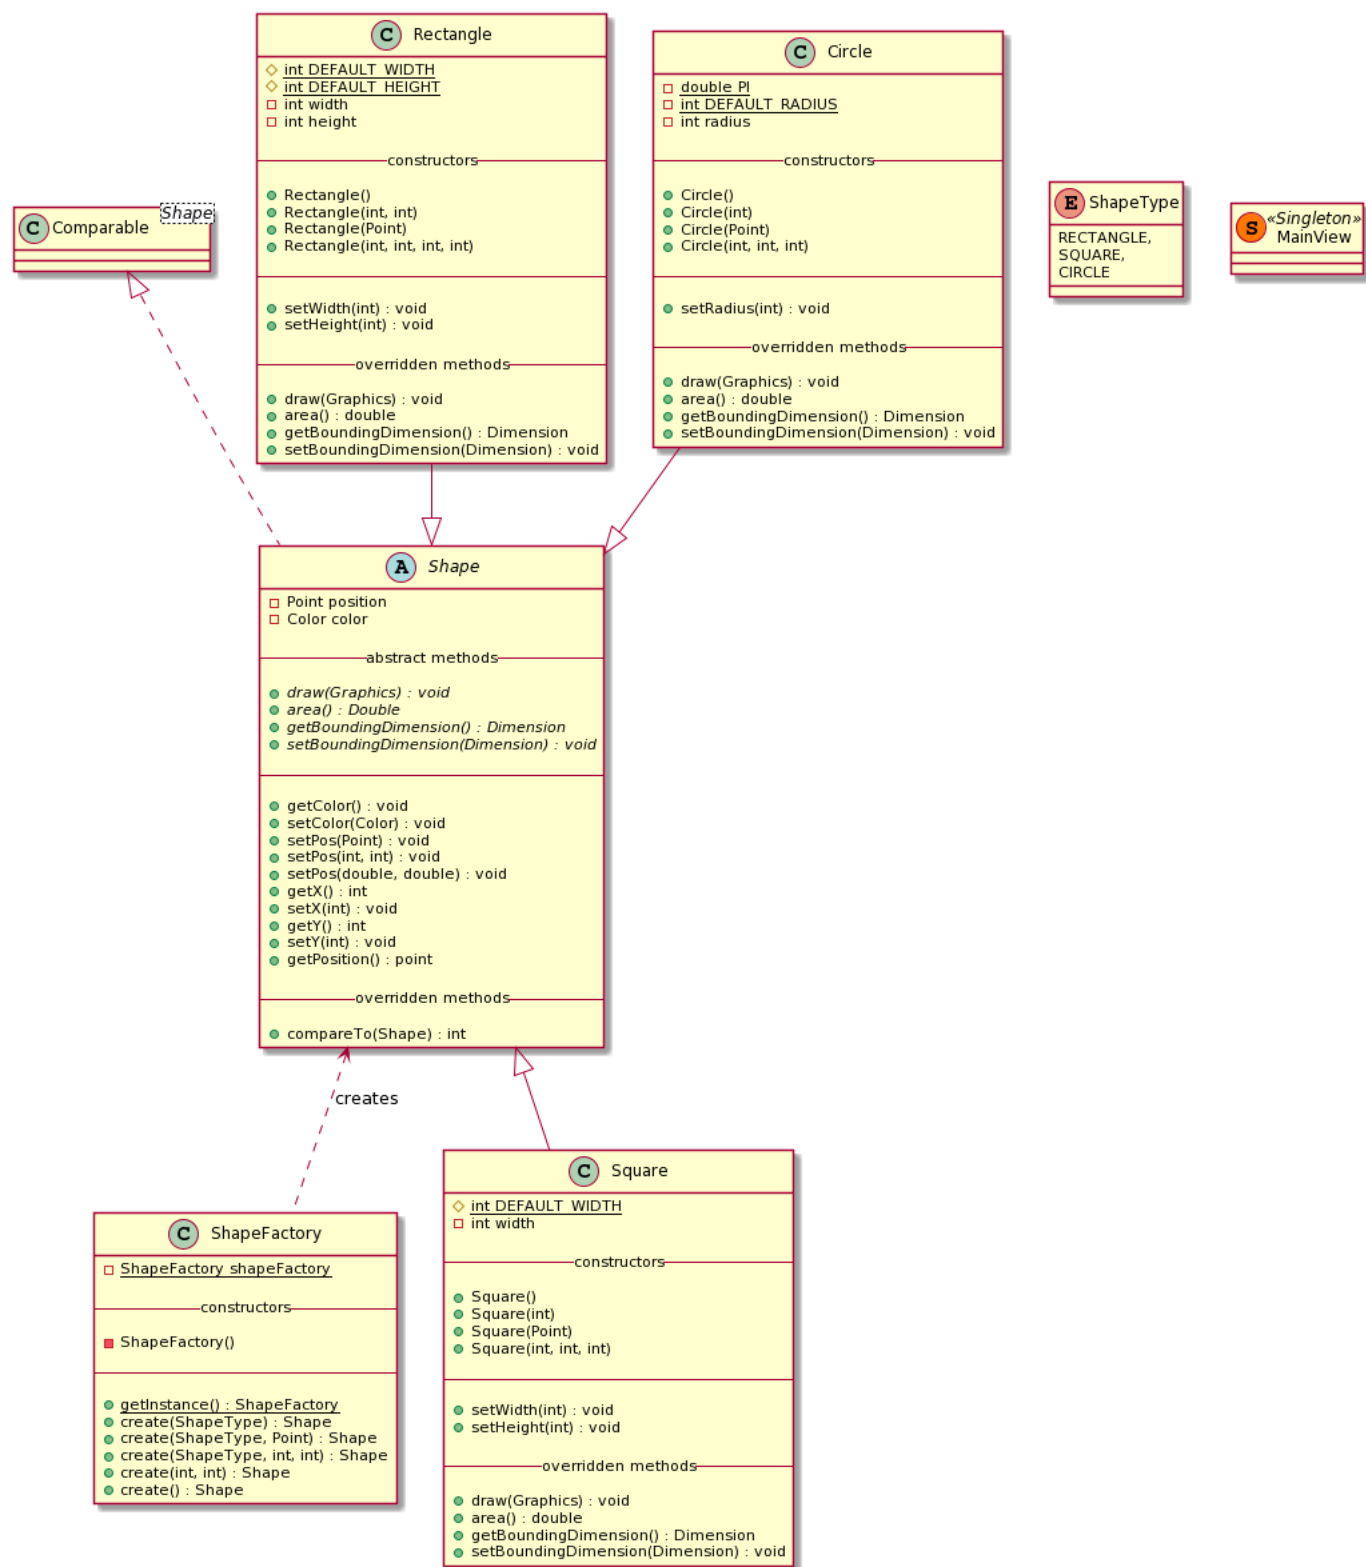 C Rectangle
int DEFAULT_WIDTH
int DEFAULT_HEIGHT
int width
int height
constructors
Rectangle()
Rectangle(int, int)
Rectangle(Point)
Rectangle(int, int, int, int)
setWidth(int) : void
setHeight(int) : void
overridden methods
draw(Graphics) : void
area() : double
getBoundingDimension() : Dimension
setBoundingDimension(Dimension) : void
C Circle
double PI
int DEFAULT_RADIUS
int radius
constructors
Circle()
Circle(int)
Circle(Point)
Circle(int, int, int)
setRadius(int) : void
overridden methods
draw(Graphics) : void
area() : double
getBoundingDimension() : Dimension
setBoundingDimension(Dimension) : void
Shape
C Comparable
E ShapeType
RECTANGLE,
SQUARE,
CIRCLE
S «Singleton»
MainView
A Shape
Point position
Color color
abstract methods
draw(Graphics) : void
area() : Double
getBoundingDimension() : Dimension
setBoundingDimension(Dimension) : void
getColor() : void
setColor(Color) : void
setPos(Point) : void
setPos(int, int) : void
setPos(double, double) : void
getX() : int
setX(int) : void
getY() : int
setY(int) : void
getPosition() : point
overridden methods
compareTo(Shape) : int
creates
C ShapeFactory
ShapeFactory shapeFactory
constructors
ShapeFactory()
getInstance() : ShapeFactory
create(ShapeType) : Shape
create(ShapeType, Point) : Shape
create(ShapeType, int, int) : Shape
create(int, int) : Shape
create() : Shape
C Square
int DEFAULT_WIDTH
int width
constructors
Square()
Square(int)
Square(Point)
Square(int, int, int)
setWidth(int) : void
setHeight(int) : void
overridden methods
draw(Graphics) : void
area() : double
getBoundingDimension() : Dimension
setBoundingDimension(Dimension) : void